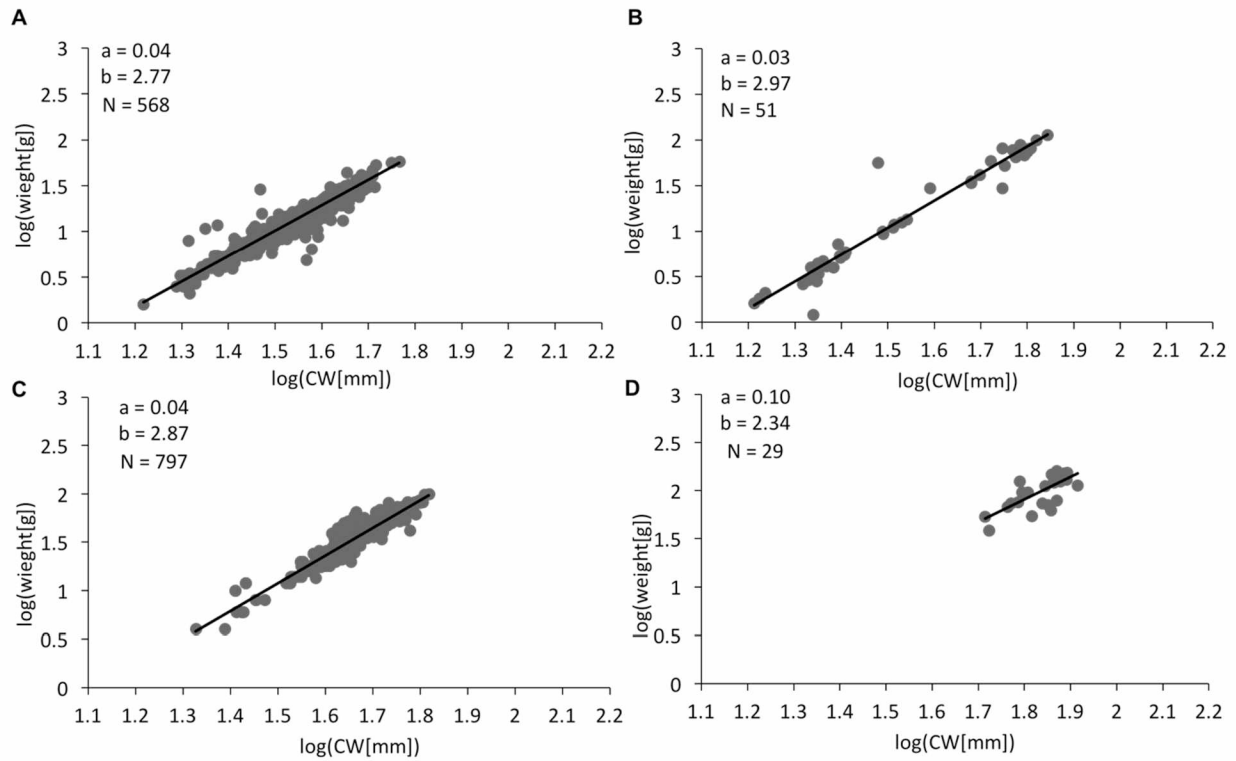 A
a = 0.04
b = 2.77
N = 568
log(wieght[g])
3
2.5
2
1.5
1
0.5
0
1.1 1.2 1.3 1.4 1.5 1.6 1.7 1.8 1.9 2 2.1 2.2
log(CW[mm])
B
a = 0.03
b = 2.97
N = 51
log(weight[g])
3
2.5
2
1.5
1
0.5
0
1.1 1.2 1.3 1.4 1.5 1.6 1.7 1.8 1.9 2 2.1 2.2
log(CW[mm])
C
a = 0.04
b = 2.87
N = 797
log(wieght[g])
3
2.5
2
1.5
1
0.5
0
1.1 1.2 1.3 1.4 1.5 1.6 1.7 1.8 1.9 2 2.1 2.2
log(CW[mm])
D
a = 0.10
b = 2.34
N = 29
log(weight[g])
3
2.5
2
1.5
1
0.5
0
1.1 1.2 1.3 1.4 1.5 1.6 1.7 1.8 1.9 2 2.1 2.2
log(CW[mm])